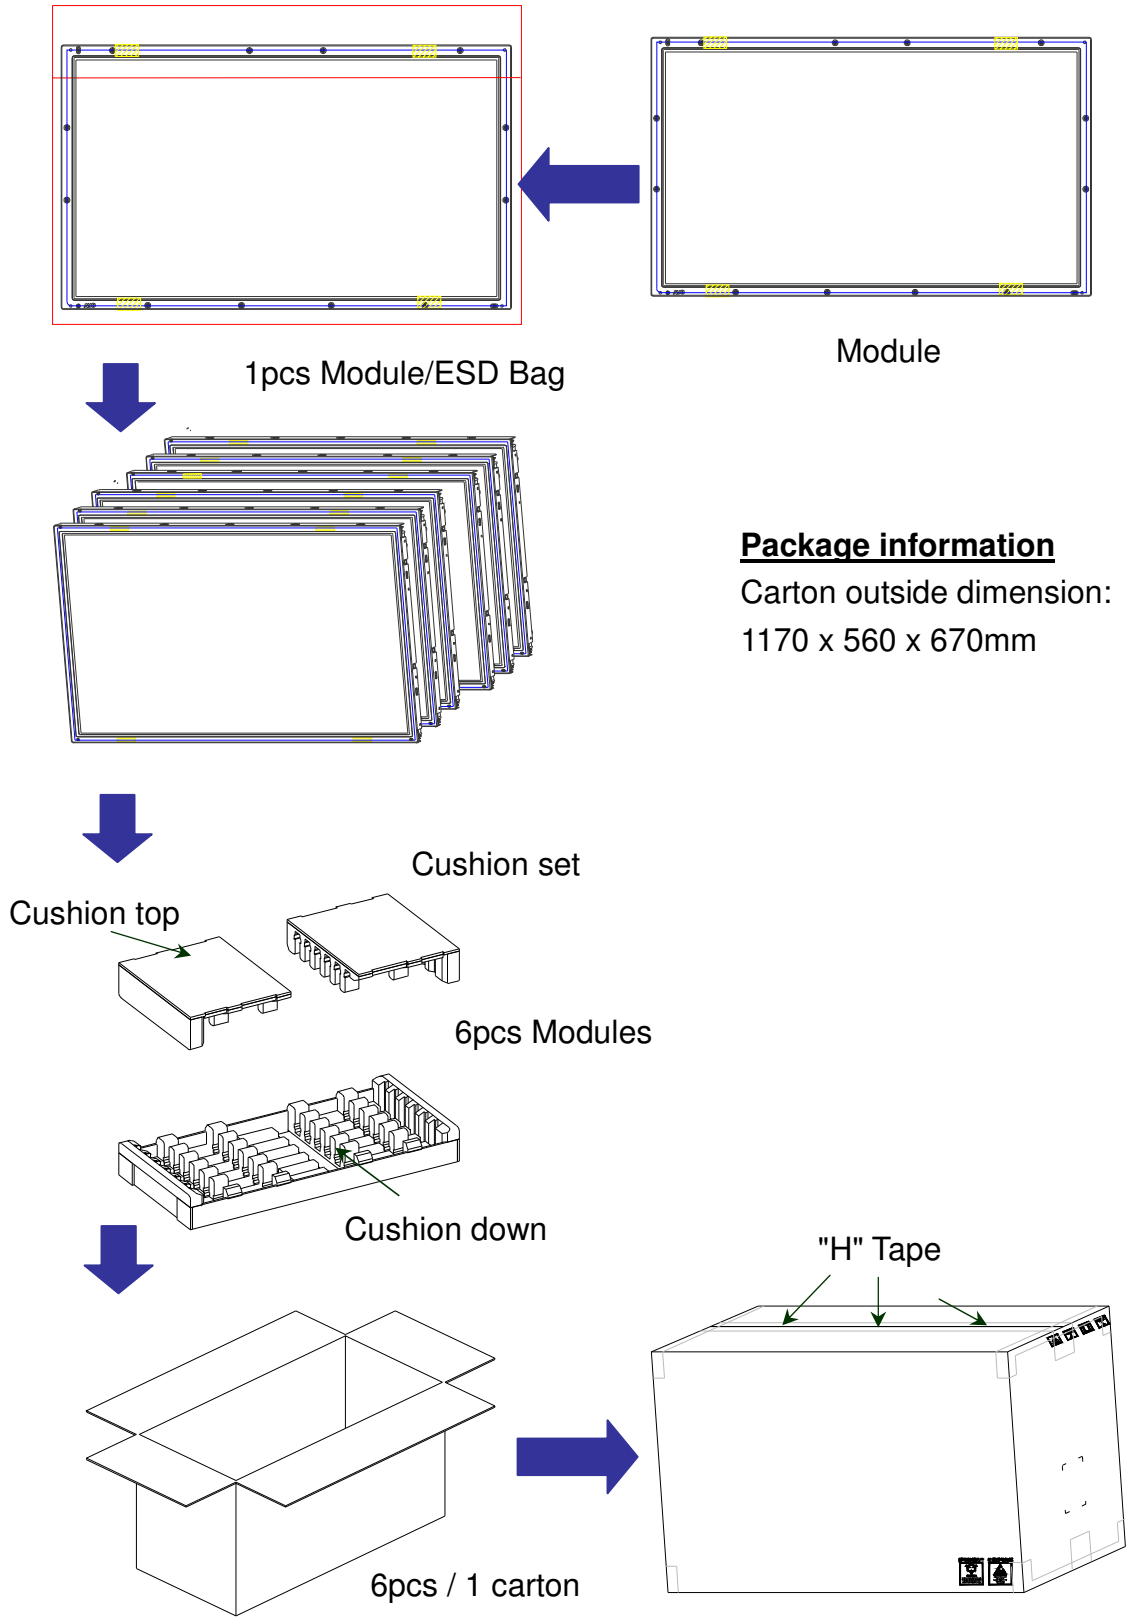 Module
1pcs Module/ESD Bag
Package information
Carton outside dimension:
1170 x 560 x 670mm
Cushion set
Cushion top
6pcs Modules
Cushion down
"H" Tape
6pcs / 1 carton